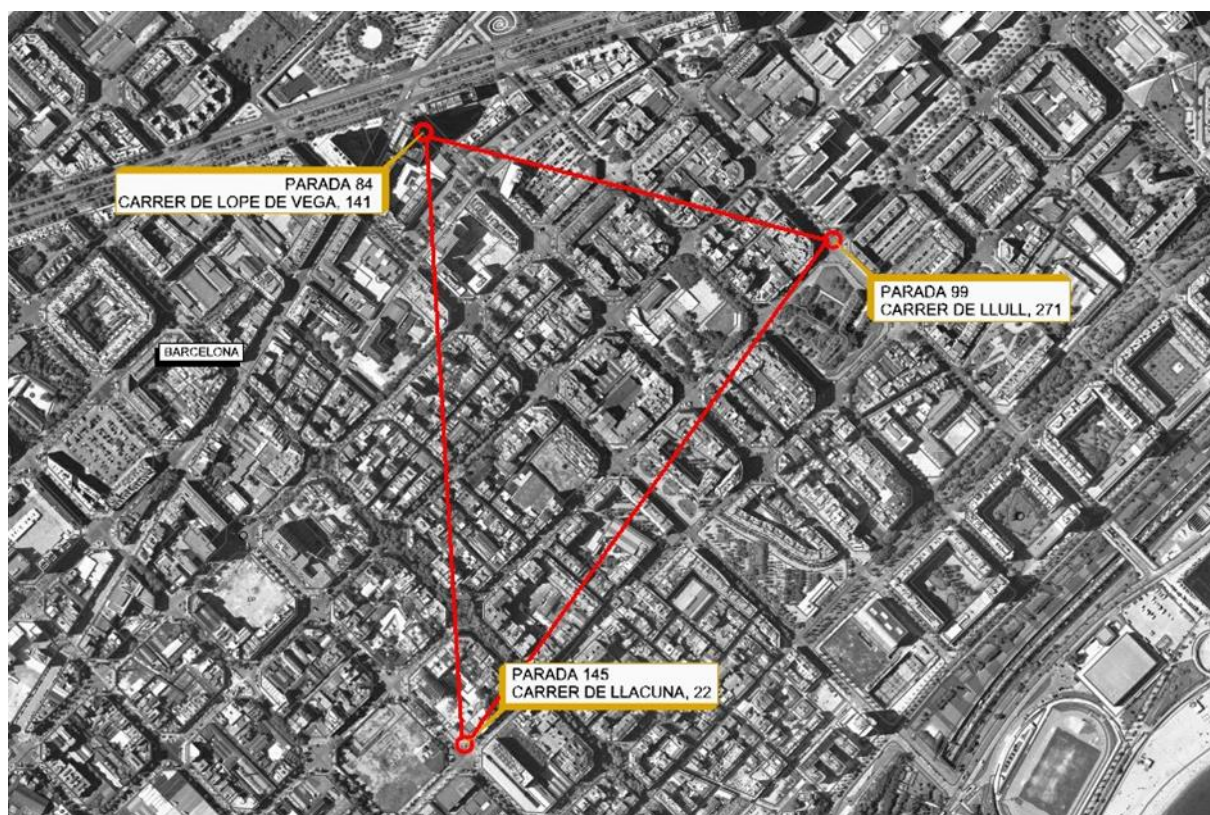 PARADA 84
CARRER DE LOPE DE VEGA, 141
PARADA 99
CARRER DE LLULL, 271
BARCELONA
PARADA 145
CARRER DE LLACUNA, 22